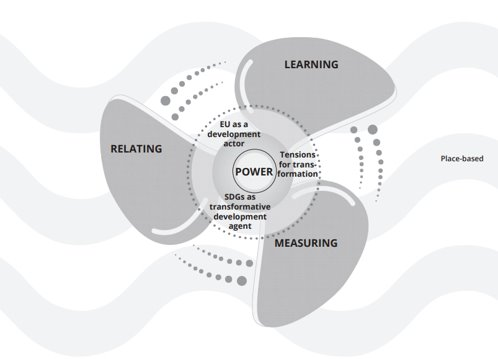 LEARNING
RELATING
EU as a
development
actor
Tensions
for trans-
formation
POWER
SDGs as
transformative
development
agent
MEASURING
Place-based